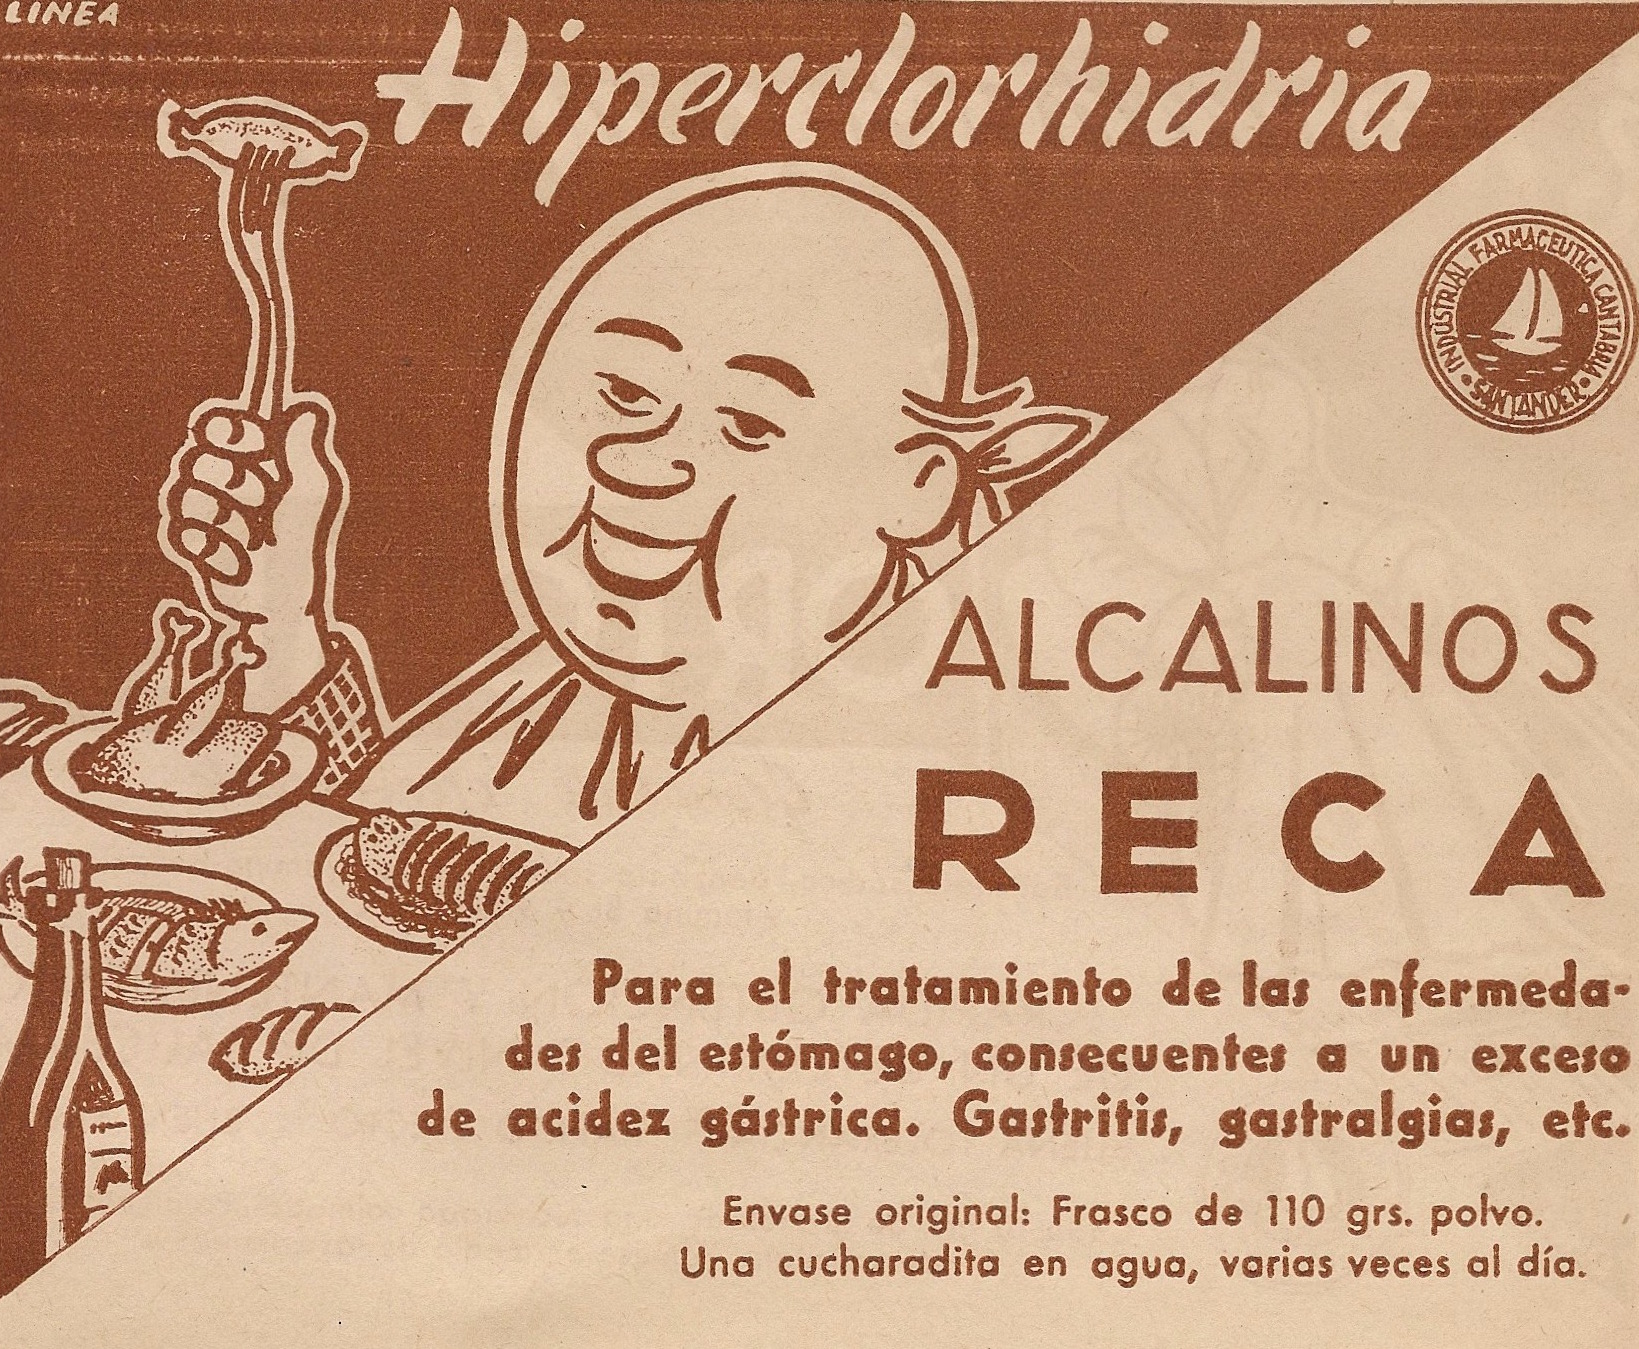 LINEA
Hiperclorhidria
INDUSTRIAL FARMACEUTICA CANTABRIA
• SANTANDER •
ALCALINOS
RECA
Para el tratamiento de las enfermeda-
des del estómago, consecuentes a un exceso
de acidez gástrica. Gastritis, gastralgias, etc.
Envase original: Frasco de 110 grs. polvo.
Una cucharadita en agua, varias veces al día.